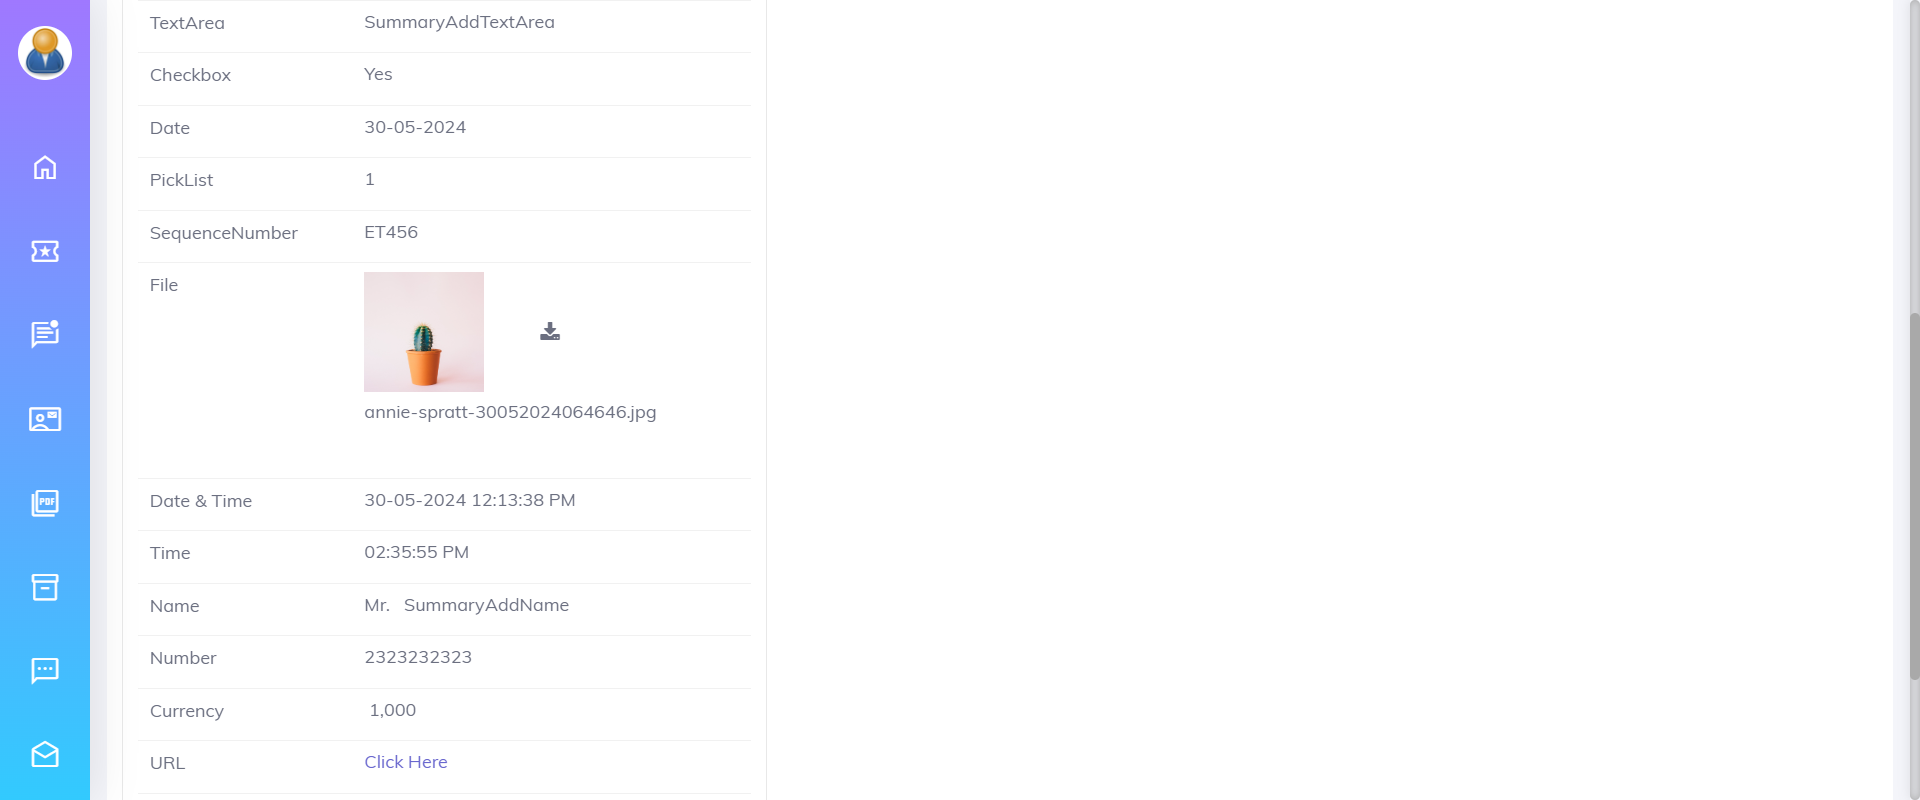 TextArea SummaryAddTextArea
Checkbox Yes
Date 30-05-2024
PickList 1
SequenceNumber ET456
File
annie-spratt-30052024064646.jpg
Date & Time 30-05-2024 12:13:38 PM
Time 02:35:55 PM
Name Mr. SummaryAddName
Number 2323232323
Currency 1,000
URL Click Here
PDF